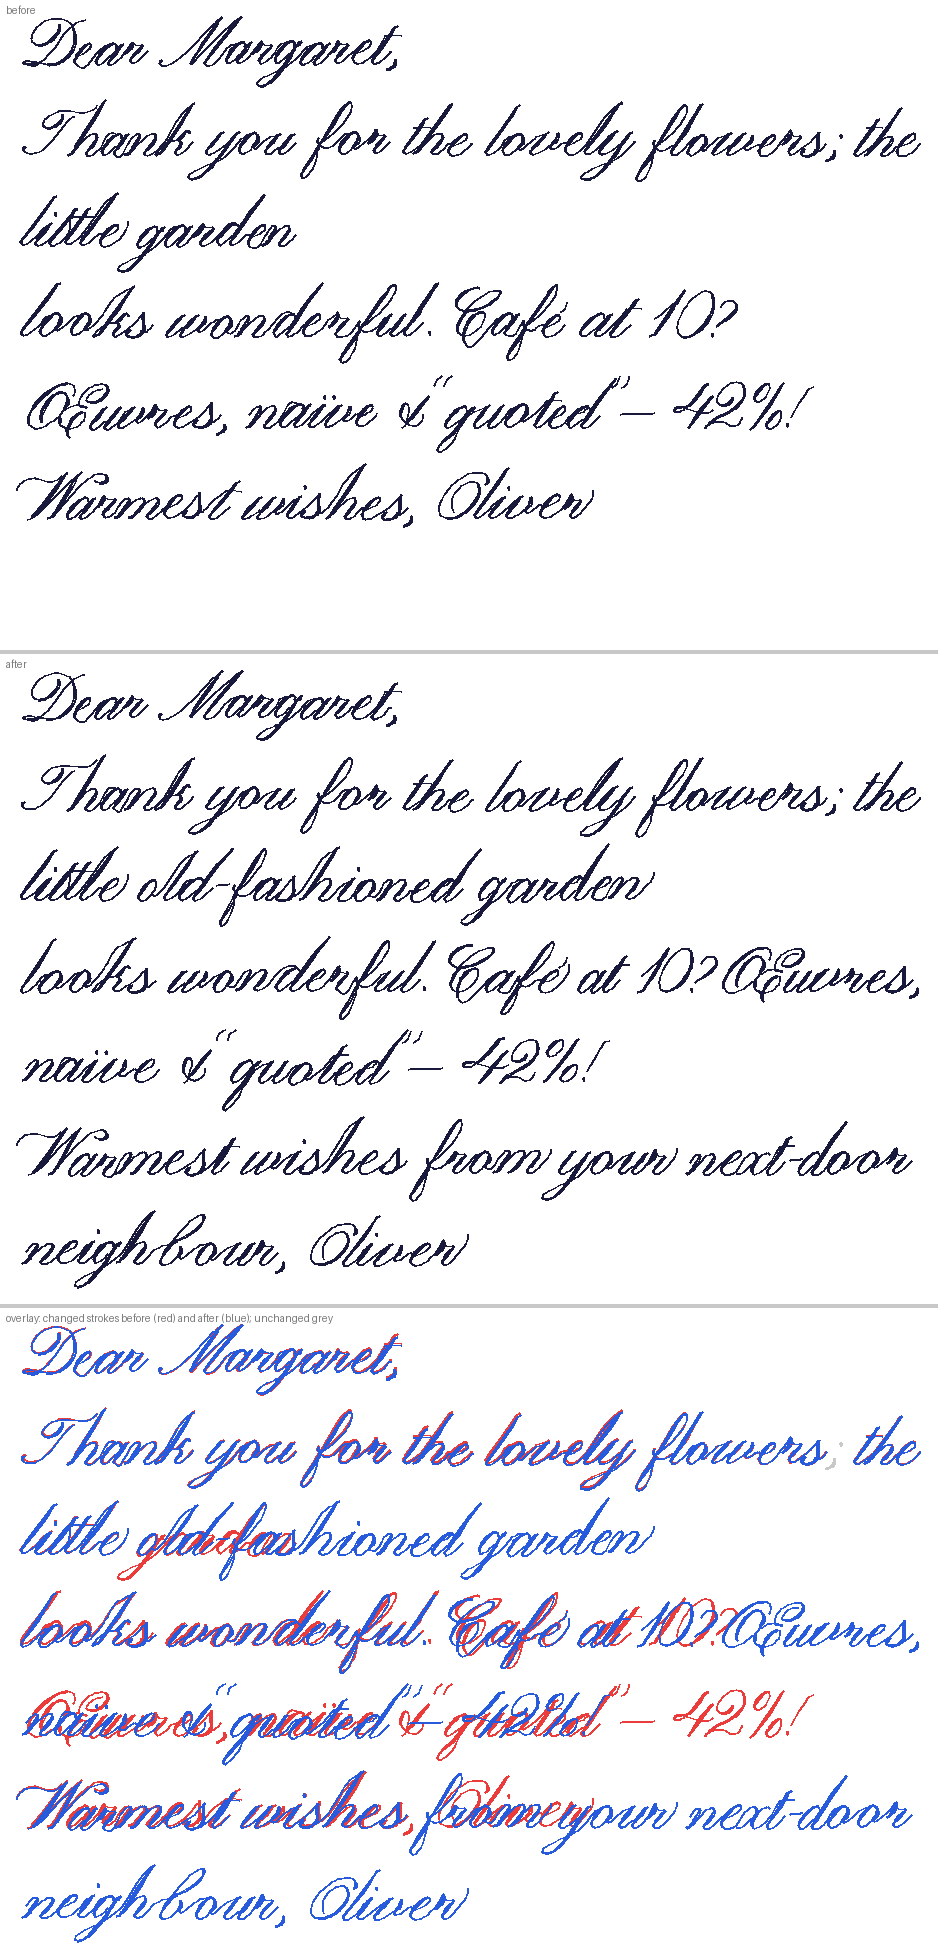 before
Dear Margaret,
Thank you for the lovely flowers; the
little garden
looks wonderful. Café at 10?
Œuvres, naïve & “quoted” – 42%!
Warmest wishes, Oliver
after
Dear Margaret,
Thank you for the lovely flowers; the
little old-fashioned garden
looks wonderful. Café at 10? Œuvres,
naïve & “quoted” – 42%!
Warmest wishes from your next-door
neighbour, Oliver
overlay: changed strokes before (red) and after (blue); unchanged grey
Dear Margaret,
Thank you for the lovely flowers; the
little old-fashioned garden
looks wonderful. Café at 10? Œuvres,
naïve & “quoted” – 42%!
Warmest wishes from your next-door
neighbour, Oliver